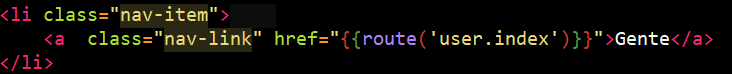 <li class="nav-item">
    <a  class="nav-link" href="{{route('user.index')}}">Gente</a>
</li>